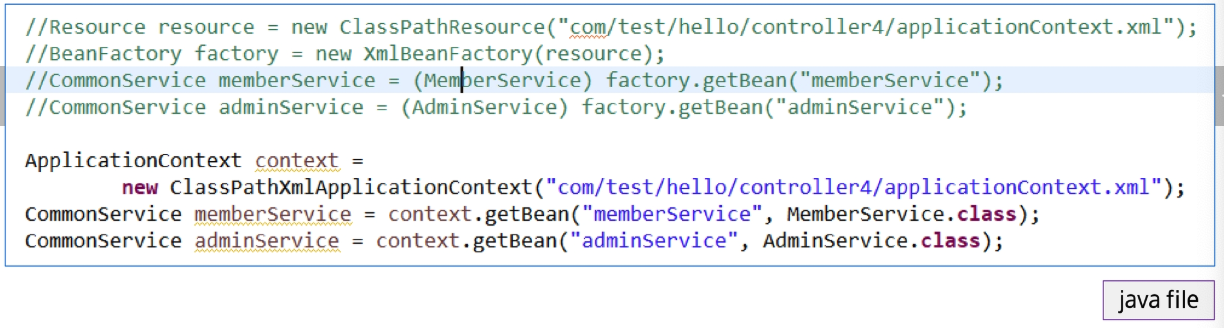 //Resource resource = new ClassPathResource("com/test/hello/controller4/applicationContext.xml");
//BeanFactory factory = new XmlBeanFactory(resource);
//CommonService memberService = (MemberService) factory.getBean("memberService");
//CommonService adminService = (AdminService) factory.getBean("adminService");
ApplicationContext context =
new ClassPathXmlApplicationContext("com/test/hello/controller4/applicationContext.xml");
CommonService memberService = context.getBean("memberService", MemberService.class);
CommonService adminService = context.getBean("adminService", AdminService.class);
java file